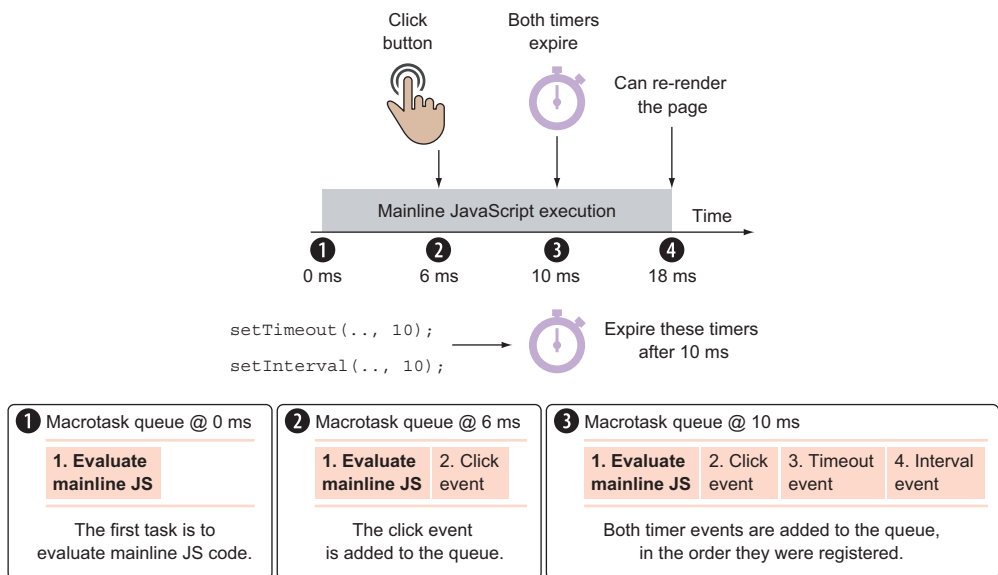 Click
button
Both timers
expire
Can re-render
the page
Mainline JavaScript execution
Time
1
2
3
4
0 ms
6 ms
10 ms
18 ms
setTimeout(.., 10);
setInterval(.., 10);
Expire these timers
after 10 ms
1 Macrotask queue @ 0 ms
1. Evaluate
mainline JS
The first task is to
evaluate mainline JS code.
2 Macrotask queue @ 6 ms
1. Evaluate
mainline JS
2. Click
event
The click event
is added to the queue.
3 Macrotask queue @ 10 ms
1. Evaluate
mainline JS
2. Click
event
3. Timeout
event
4. Interval
event
Both timer events are added to the queue,
in the order they were registered.